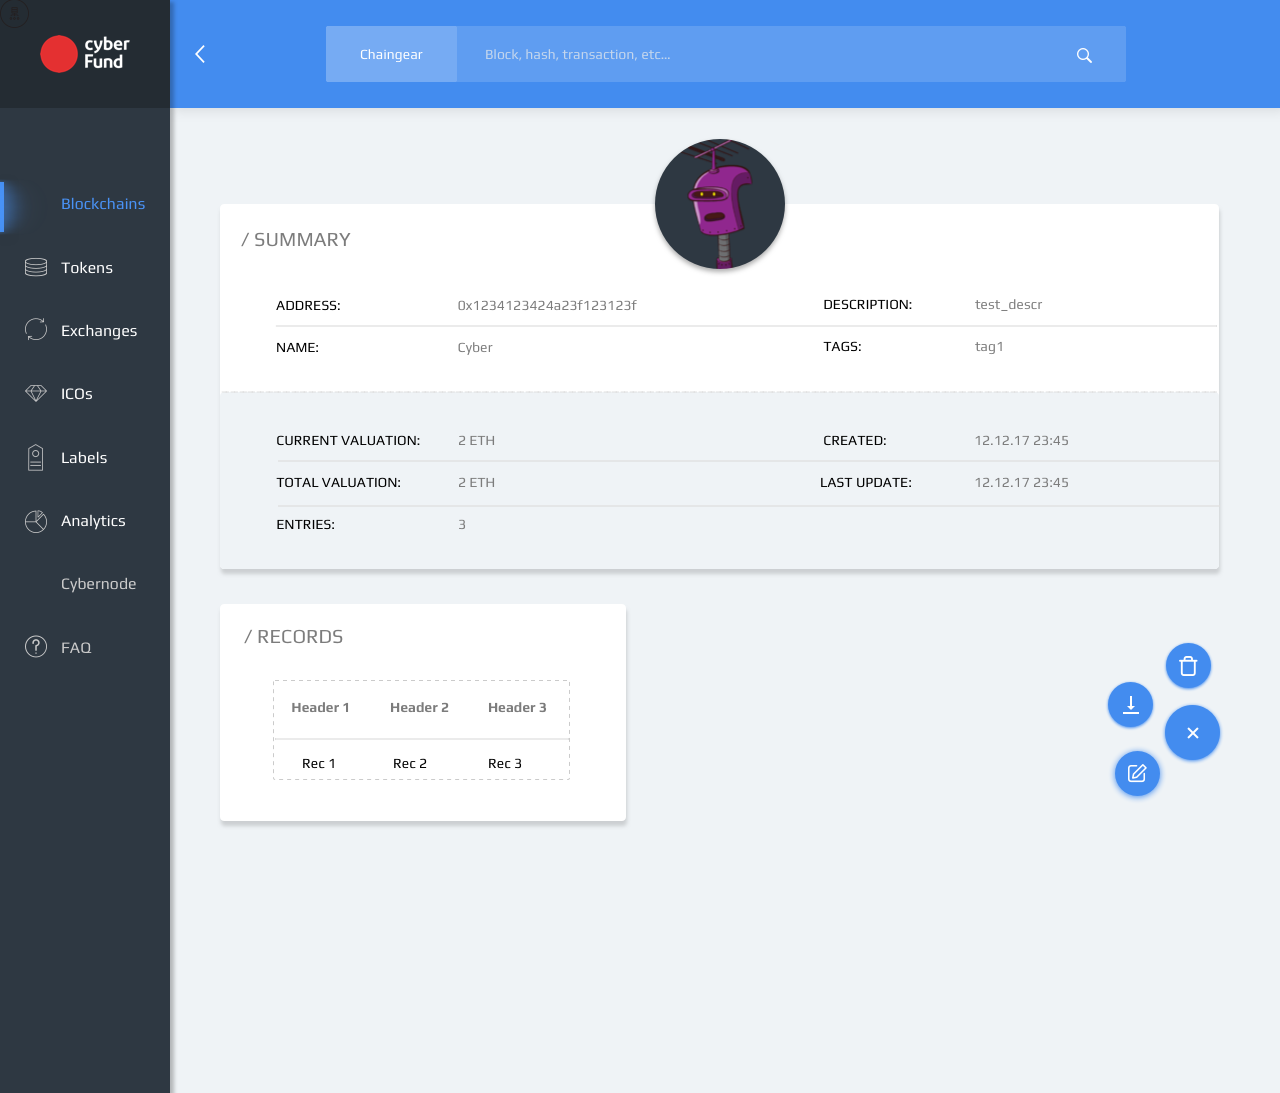 cyber
Fund
Chaingear
Block, hash, transaction, etc...
Blockchains
Tokens
Exchanges
ICOs
Labels
Analytics
Cybernode
FAQ
/ SUMMARY
ADDRESS: 0x1234123424a23f123123f DESCRIPTION: test_descr
NAME: Cyber TAGS: tag1
CURRENT VALUATION: 2 ETH CREATED: 12.12.17 23:45
TOTAL VALUATION: 2 ETH LAST UPDATE: 12.12.17 23:45
ENTRIES: 3
/ RECORDS
Header 1 Header 2 Header 3
Rec 1 Rec 2 Rec 3